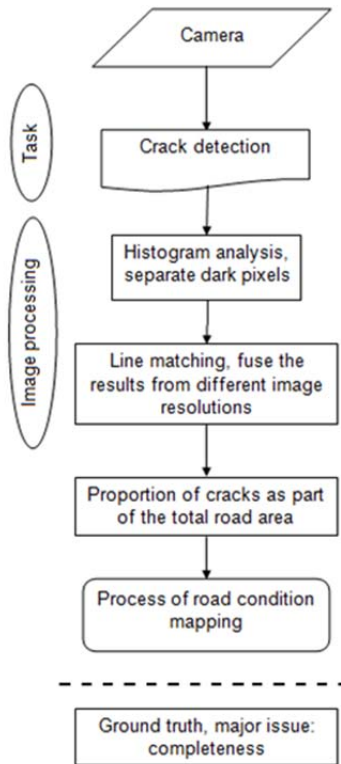 Camera
Task
Crack detection
Image processing
Histogram analysis,
separate dark pixels
Line matching, fuse the
results from different image
resolutions
Proportion of cracks as part
of the total road area
Process of road condition
mapping
Ground truth, major issue:
completeness